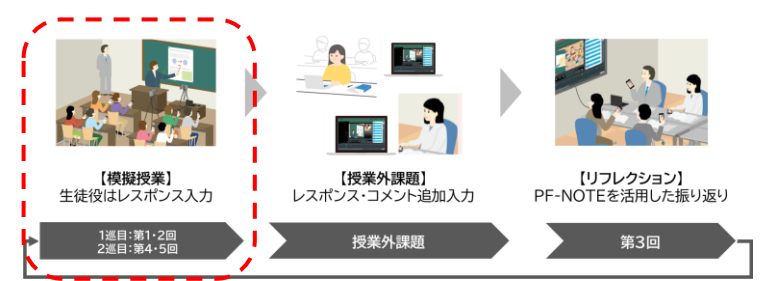 【模擬授業】
生徒役はレスポンス入力
【授業外課題】
レスポンス・コメント追加入力
【リフレクション】
PF-NOTEを活用した振り返り
1巡目:第1・2回
2巡目:第4・5回
授業外課題
第3回